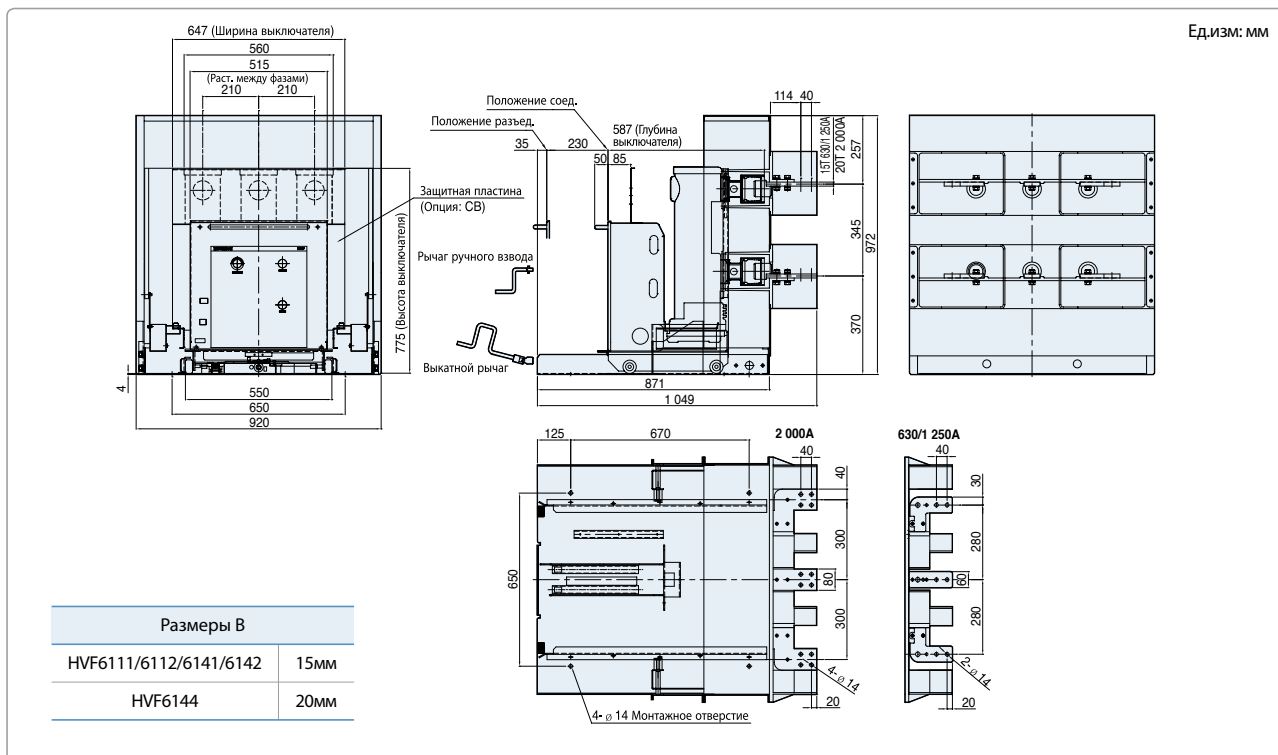 Ед.изм: мм
647 (Ширина выключателя)
560
515
(Раст. между фазами)
210
210
Защитная пластина
(Опция: CB)
775 (Высота выключателя)
4
550
650
920
Положение соед.
Положение разъед.
35
230
587 (Глубина
выключателя)
50
85
114
40
15T 630/1 250A
20T 2 000A
257
345
972
370
Рычаг ручного взвода
Выкатной рычаг
871
1 049
125
670
2 000A
630/1 250A
40
40
40
30
650
300
80
300
280
60
280
4- ø 14
2- ø 14
20
20
4- ø 14 Монтажное отверстие
Размеры В
HVF6111/6112/6141/6142
15мм
HVF6144
20мм